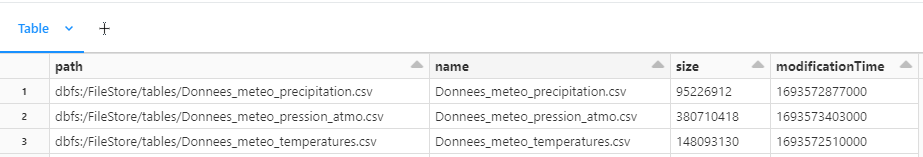 Table
path name size modificationTime
1 dbfs:/FileStore/tables/Donnees_meteo_precipitation.csv Donnees_meteo_precipitation.csv 95226912 1693572877000
2 dbfs:/FileStore/tables/Donnees_meteo_pression_atmo.csv Donnees_meteo_pression_atmo.csv 380710418 1693573403000
3 dbfs:/FileStore/tables/Donnees_meteo_temperatures.csv Donnees_meteo_temperatures.csv 148093130 1693572510000